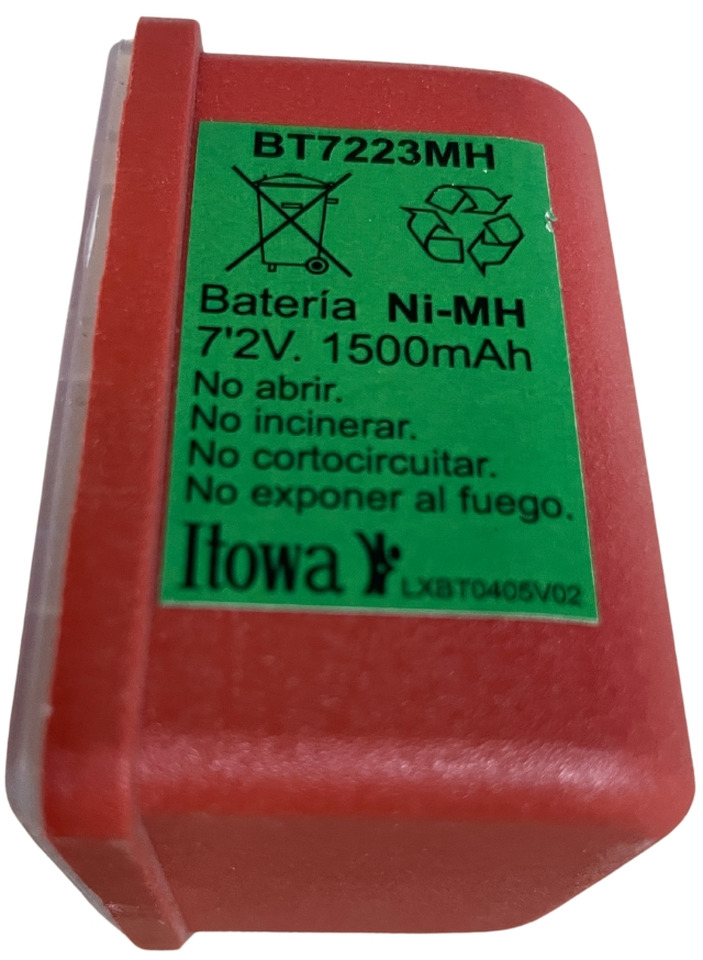 BT7223MH
Batería Ni-MH
7'2V. 1500mAh
No abrir.
No incinerar.
No cortocircuitar.
No exponer al fuego.
Itowa
LXBT0405V02